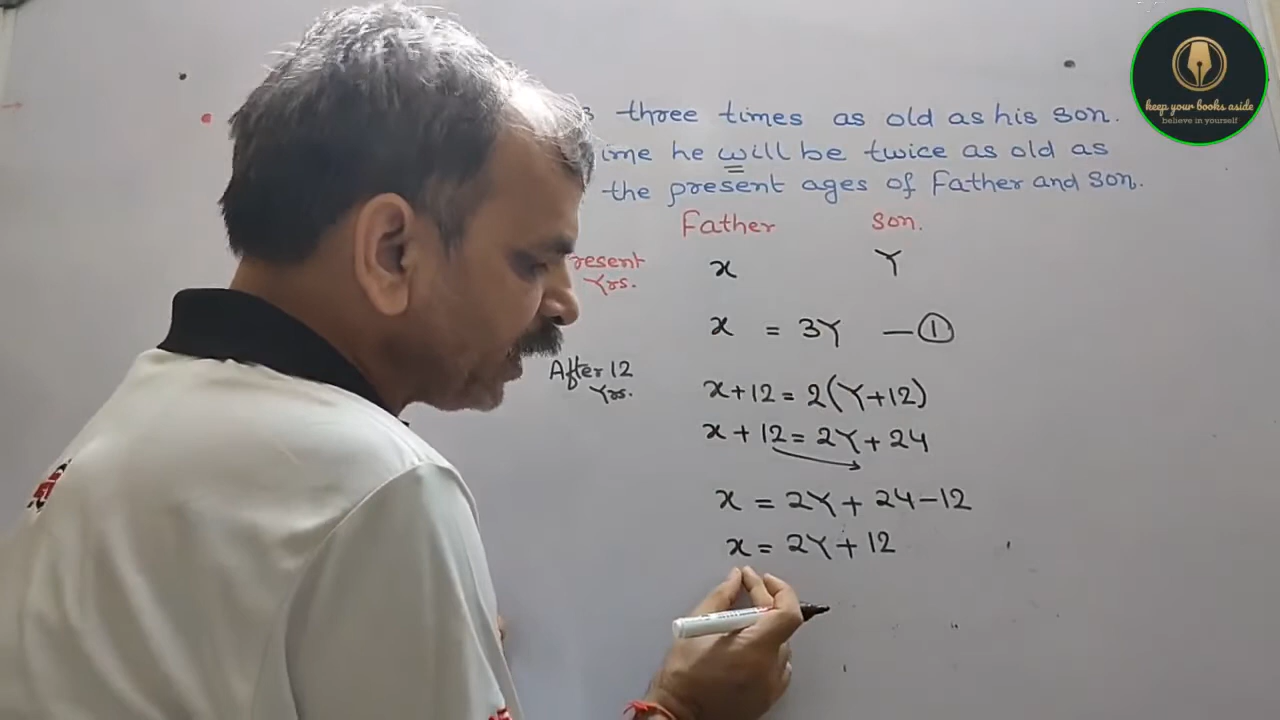 three times as old as his son.
he will be twice as old as
the present ages of Father and Son.
Father Son.
Yrs. x Y
x = 3Y — ①
After 12 Yrs. x+12 = 2(Y+12)
x + 12 = 2Y + 24
x = 2Y + 24 - 12
x = 2Y + 12
keep your books aside
believe in yourself